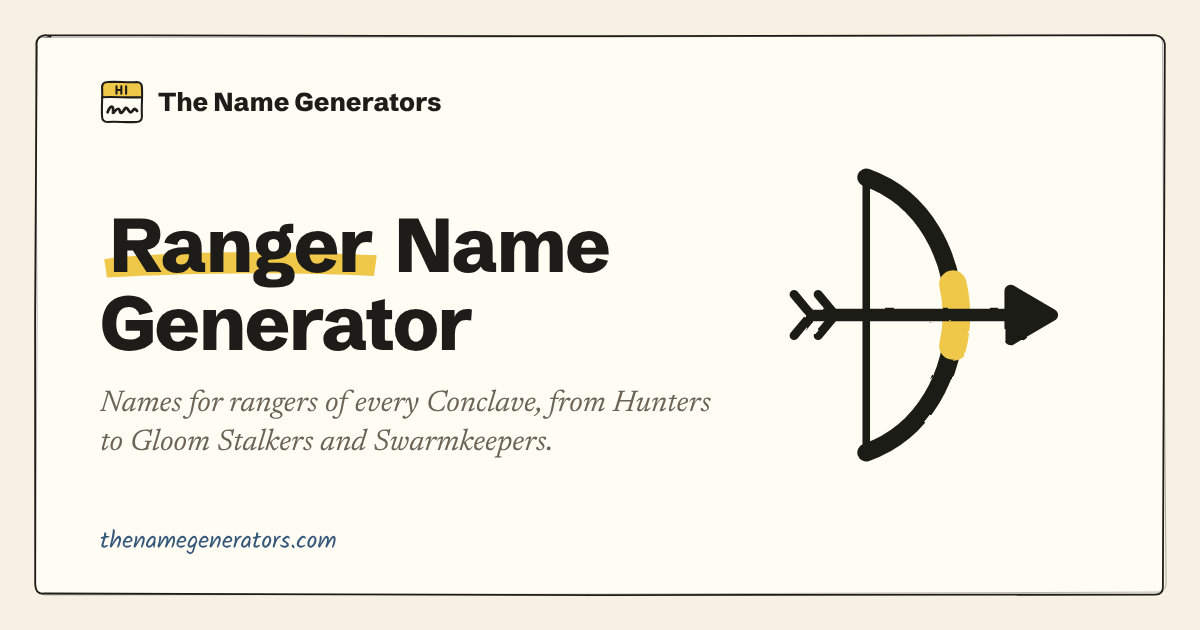 HI
The Name Generators
Ranger Name
Generator
Names for rangers of every Conclave, from Hunters
to Gloom Stalkers and Swarmkeepers.
thenamegenerators.com